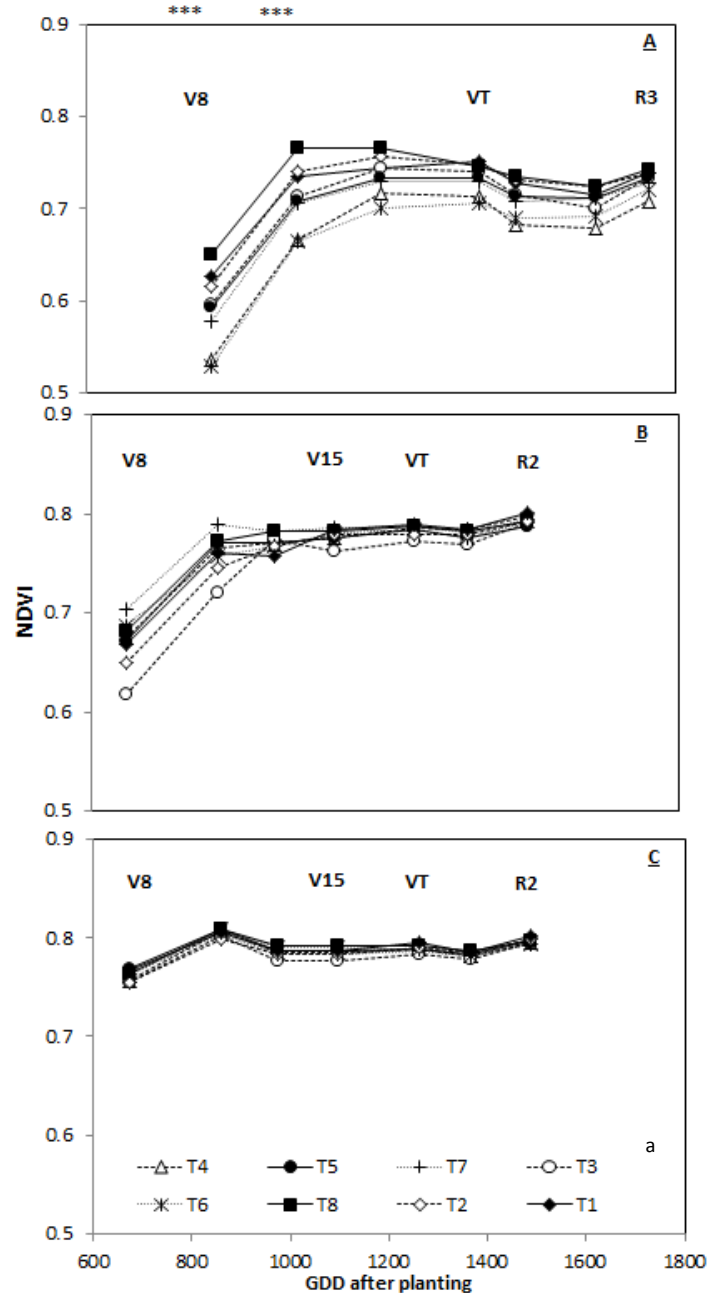 *** ***
0.9
A
0.8
V8 VT R3
0.7
0.6
0.5
0.9
B
V8 V15 VT R2
0.8
0.7
0.6
0.5
NDVI
0.9
C
V8 V15 VT R2
0.8
0.7
0.6
a
T4 T5 T7 T3
T6 T8 T2 T1
0.5
600 800 1000 1200 1400 1600 1800
GDD after planting